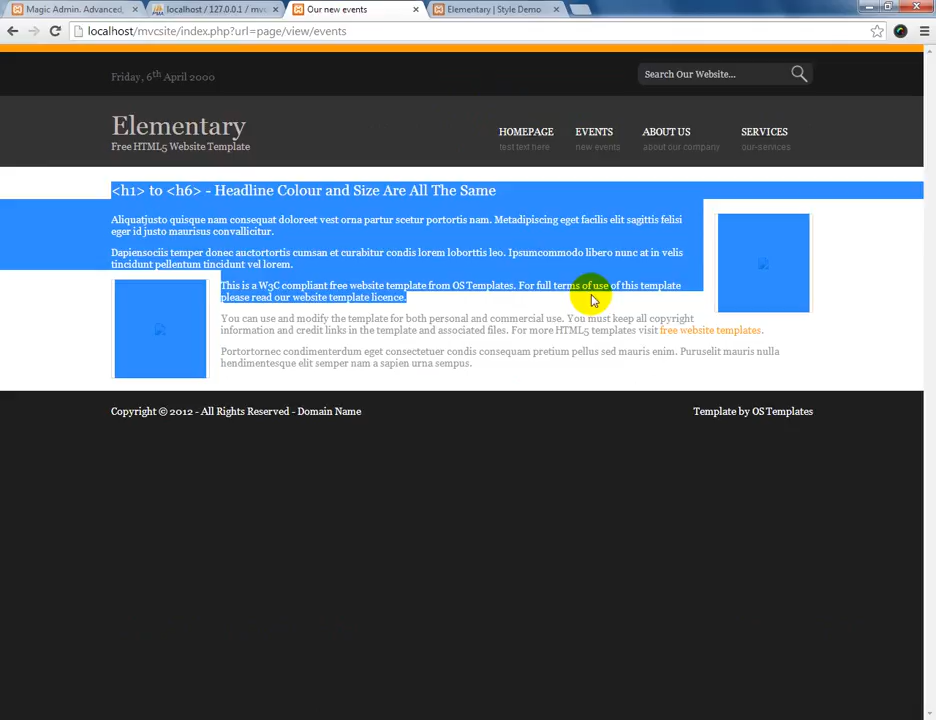 Magic Admin. Advanced,
localhost / 127.0.0.1 / mvc
Our new events
Elementary | Style Demo
localhost/mvcsite/index.php?url=page/view/events
Friday, 6th April 2000
Search Our Website...
Elementary
Free HTML5 Website Template
HOMEPAGE
test text here
EVENTS
new events
ABOUT US
about our company
SERVICES
our-services
<h1> to <h6> - Headline Colour and Size Are All The Same
Aliquatjusto quisque nam consequat doloreet vest orna partur scetur portortis nam. Metadipiscing eget facilis elit sagittis felisi
eger id justo maurisus convallicitur.
Dapiensociis temper donec auctortortis cumsan et curabitur condis lorem loborttis leo. Ipsumcommodo libero nunc at in velis
tincidunt pellentum tincidunt vel lorem.
This is a W3C compliant free website template from OS Templates. For full terms of use of this template
please read our website template licence.
You can use and modify the template for both personal and commercial use. You must keep all copyright
information and credit links in the template and associated files. For more HTML5 templates visit free website templates.
Portortornec condimenterdum eget consectetuer condis consequam pretium pellus sed mauris enim. Puruselit mauris nulla
hendimentesque elit semper nam a sapien urna sempus.
Copyright © 2012 - All Rights Reserved - Domain Name
Template by OS Templates